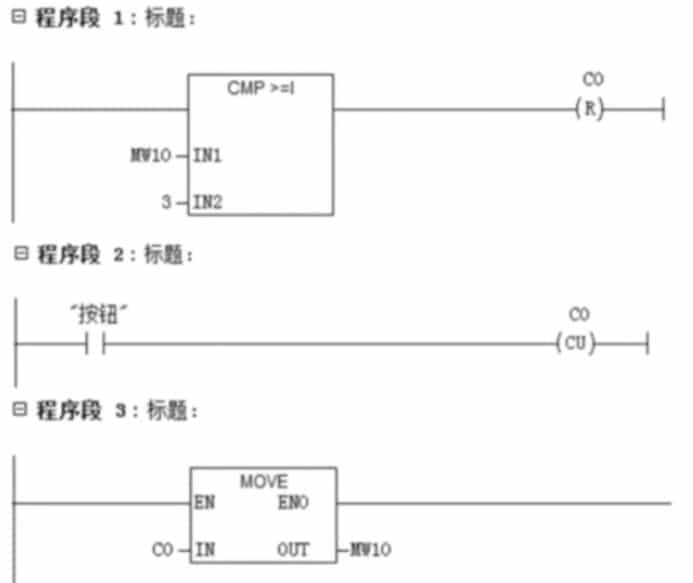 程序段 1：标题：
CMP >=I
C0
(R)
MW10
IN1
3
IN2
程序段 2：标题：
"按钮"
C0
(CU)
程序段 3：标题：
MOVE
EN ENO
C0 IN OUT MW10